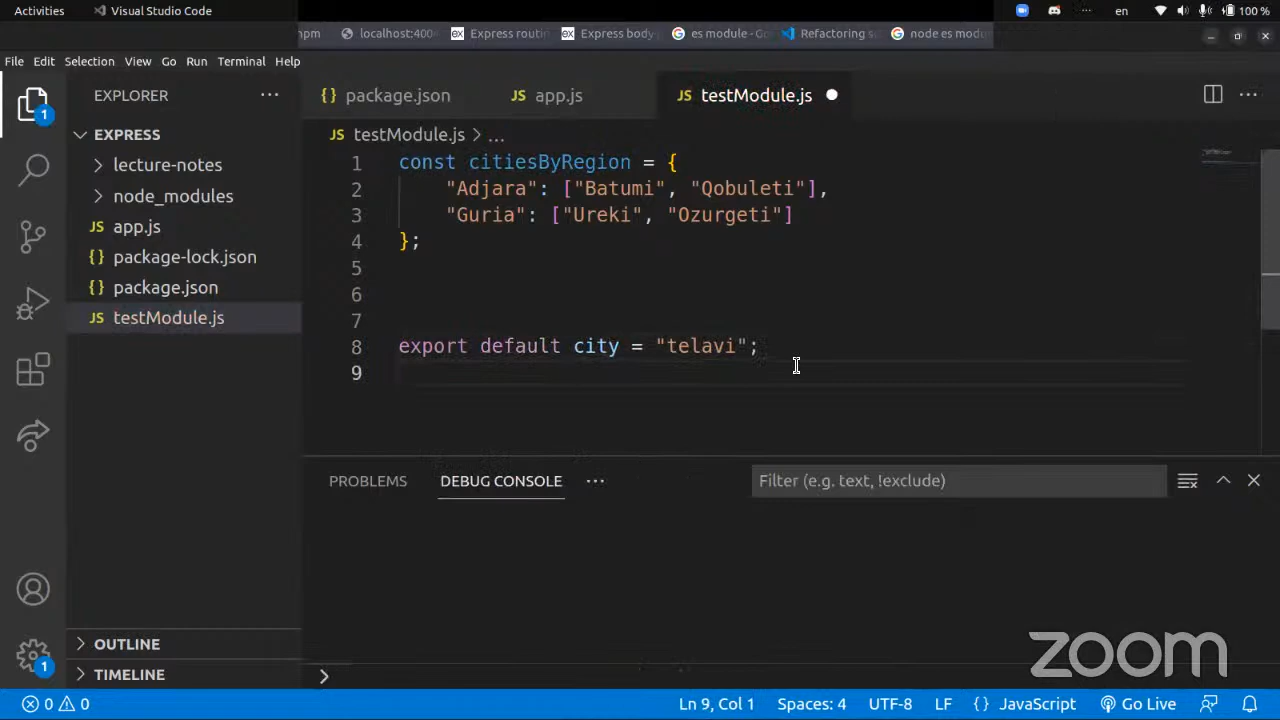 Activities Visual Studio Code en 100 %
npm localhost:400 Express routin Express body- es module - Go Refactoring s node es modu
File Edit Selection View Go Run Terminal Help
1 EXPLORER ... package.json app.js testModule.js
EXPRESS
lecture-notes
node_modules
app.js
package-lock.json
package.json
testModule.js
testModule.js > ...
1 const citiesByRegion = {
2 "Adjara": ["Batumi", "Qobuleti"],
3 "Guria": ["Ureki", "Ozurgeti"]
4 };
5
6
7
8 export default city = "telavi";
9
PROBLEMS DEBUG CONSOLE ... Filter (e.g. text, !exclude)
OUTLINE
TIMELINE
1
zoom
0 0 Ln 9, Col 1 Spaces: 4 UTF-8 LF {} JavaScript Go Live